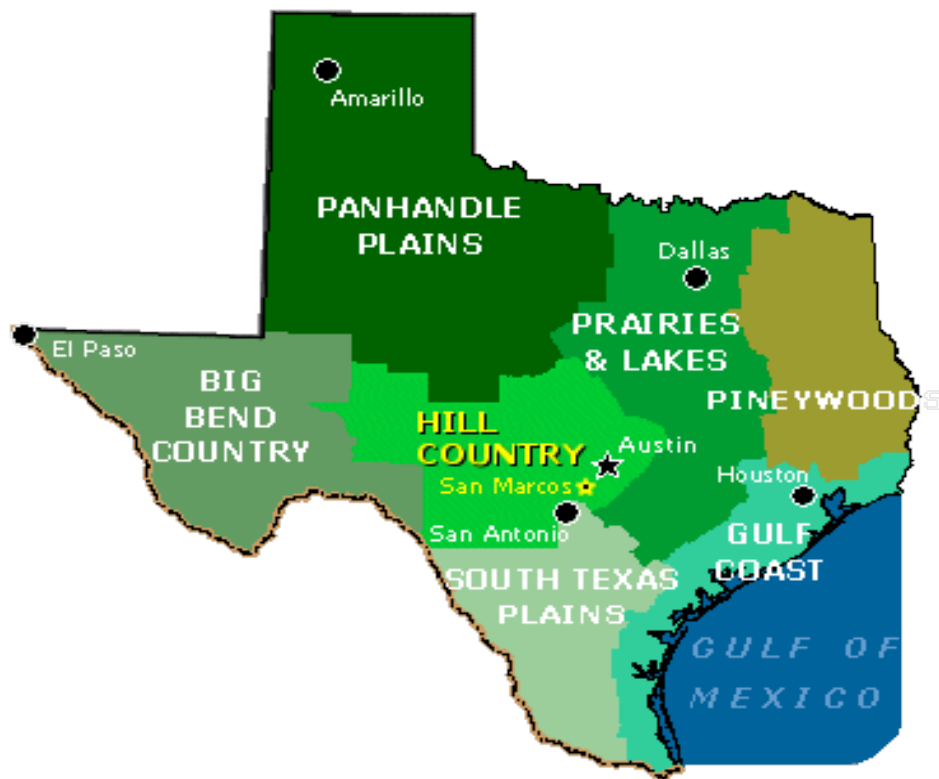 Amarillo
PANHANDLE
PLAINS
Dallas
PRAIRIES
& LAKES
El Paso
BIG
BEND
COUNTRY
PINEYWOODS
HILL
COUNTRY
Austin
San Marcos
Houston
San Antonio
GULF
COAST
SOUTH TEXAS
PLAINS
GULF OF
MEXICO